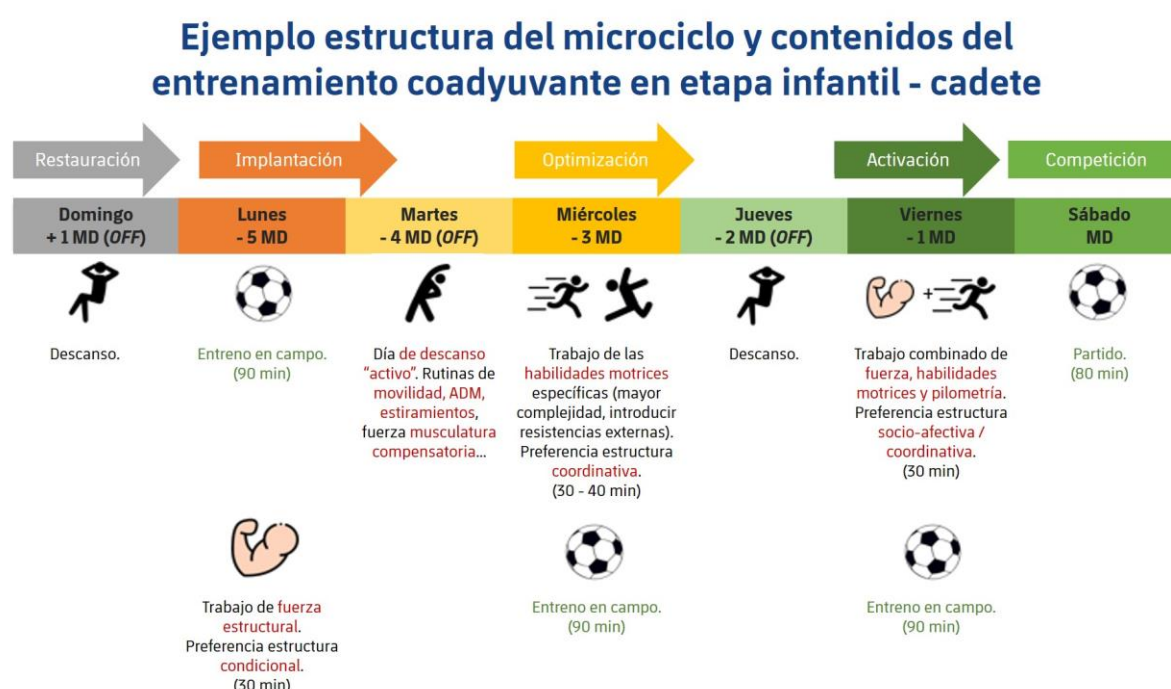 Ejemplo estructura del microciclo y contenidos del
entrenamiento coadyuvante en etapa infantil - cadete
Restauración
Implantación
Optimización
Activación
Competición
Domingo
+ 1 MD (OFF)
Lunes
- 5 MD
Martes
- 4 MD (OFF)
Miércoles
- 3 MD
Jueves
- 2 MD (OFF)
Viernes
- 1 MD
Sábado
MD
Descanso.
Entreno en campo.
(90 min)
Día de descanso
"activo". Rutinas de
movilidad, ADM,
estiramientos,
fuerza musculatura
compensatoria...
Trabajo de las
habilidades motrices
específicas (mayor
complejidad, introducir
resistencias externas).
Preferencia estructura
coordinativa.
(30 - 40 min)
Descanso.
Trabajo combinado de
fuerza, habilidades
motrices y pilometría.
Preferencia estructura
socio-afectiva /
coordinativa.
(30 min)
Partido.
(80 min)
Trabajo de fuerza
estructural.
Preferencia estructura
condicional.
(30 min)
Entreno en campo.
(90 min)
Entreno en campo.
(90 min)